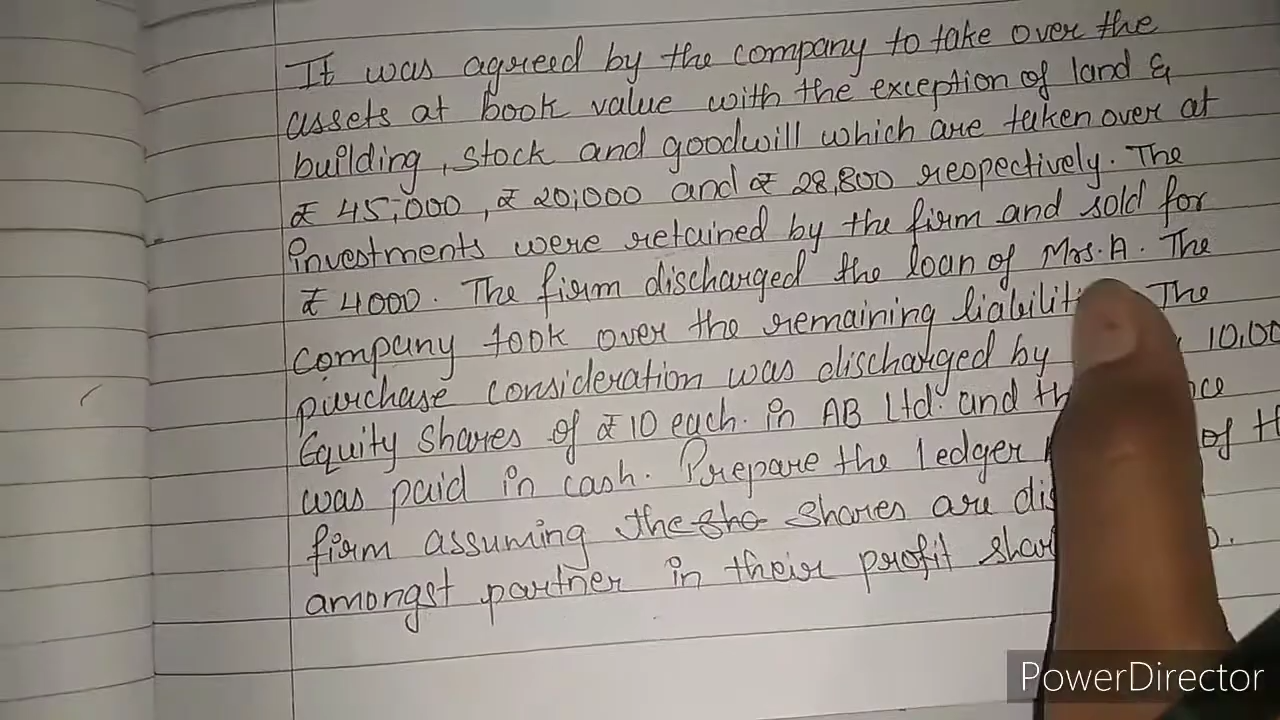 It was agreed by the company to take over the
assets at book value with the exception of land &
building, stock and goodwill which are taken over at
₹ 45,000, ₹ 20,000 and ₹ 28,800 respectively. The
investments were retained by the firm and sold for
₹ 4000. The firm discharged the loan of Mrs. A. The
company took over the remaining The
purchase consideration was discharged by 10,00
Equity shares of ₹ 10 each. in AB Ltd. and
was paid in cash. Prepare the Ledger of
firm assuming the sho shares are
amongst partner in their profit
PowerDirector